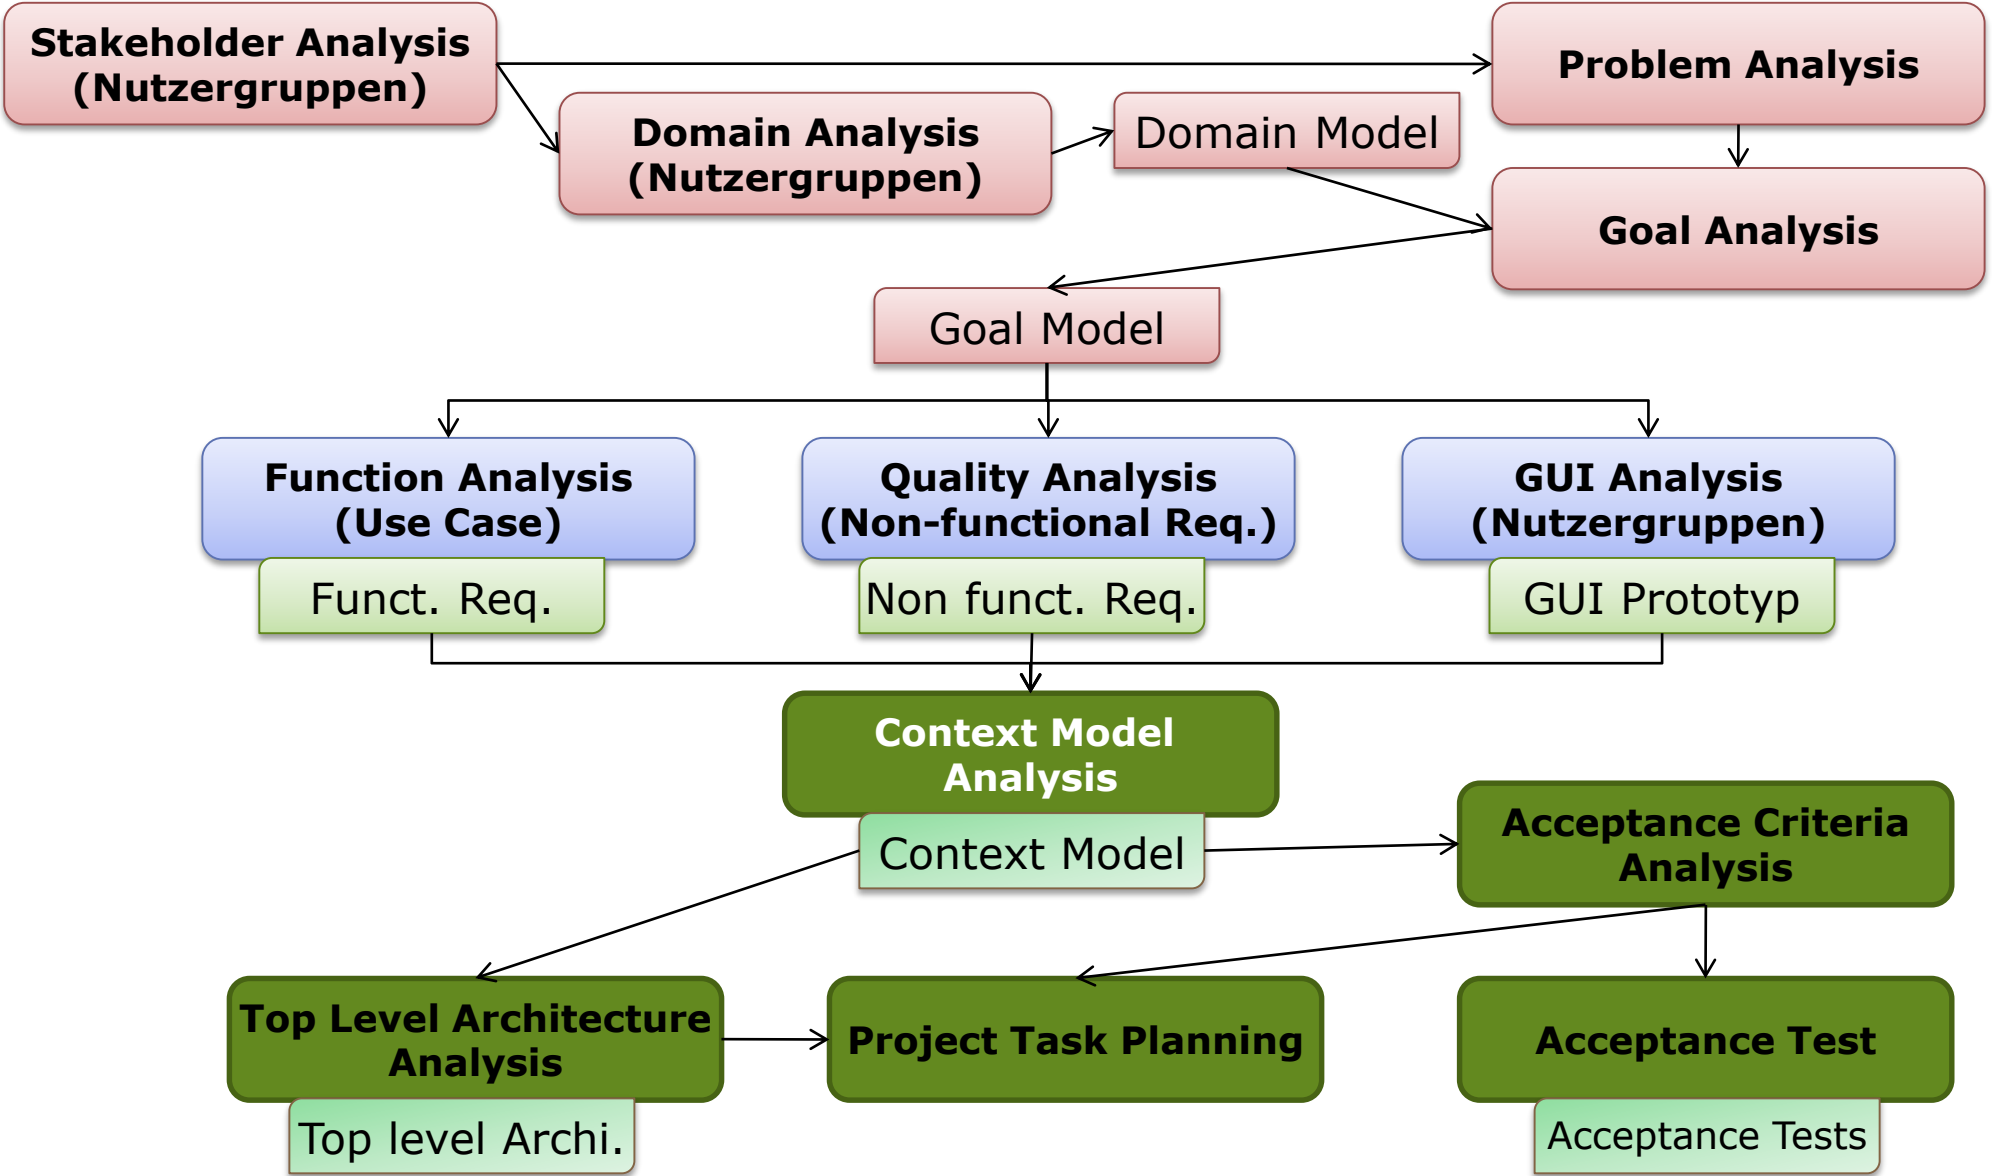 Stakeholder Analysis
(Nutzergruppen)
Problem Analysis
Domain Analysis
(Nutzergruppen)
Domain Model
Goal Analysis
Goal Model
Function Analysis
(Use Case)
Quality Analysis
(Non-functional Req.)
GUI Analysis
(Nutzergruppen)
Funct. Req.
Non funct. Req.
GUI Prototyp
Context Model
Analysis
Context Model
Acceptance Criteria
Analysis
Top Level Architecture
Analysis
Project Task Planning
Acceptance Test
Top level Archi.
Acceptance Tests